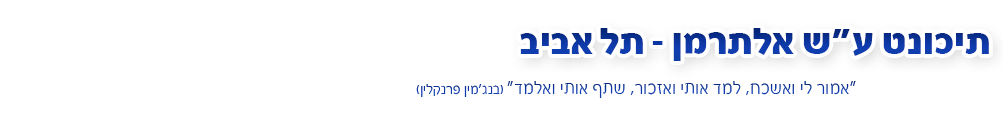 תיכונט ע"ש אלתרמן - תל אביב
"אמור לי ואשכח, למד אותי ואזכור, שתף אותי ואלמד" (בנג'מין פרנקלין)